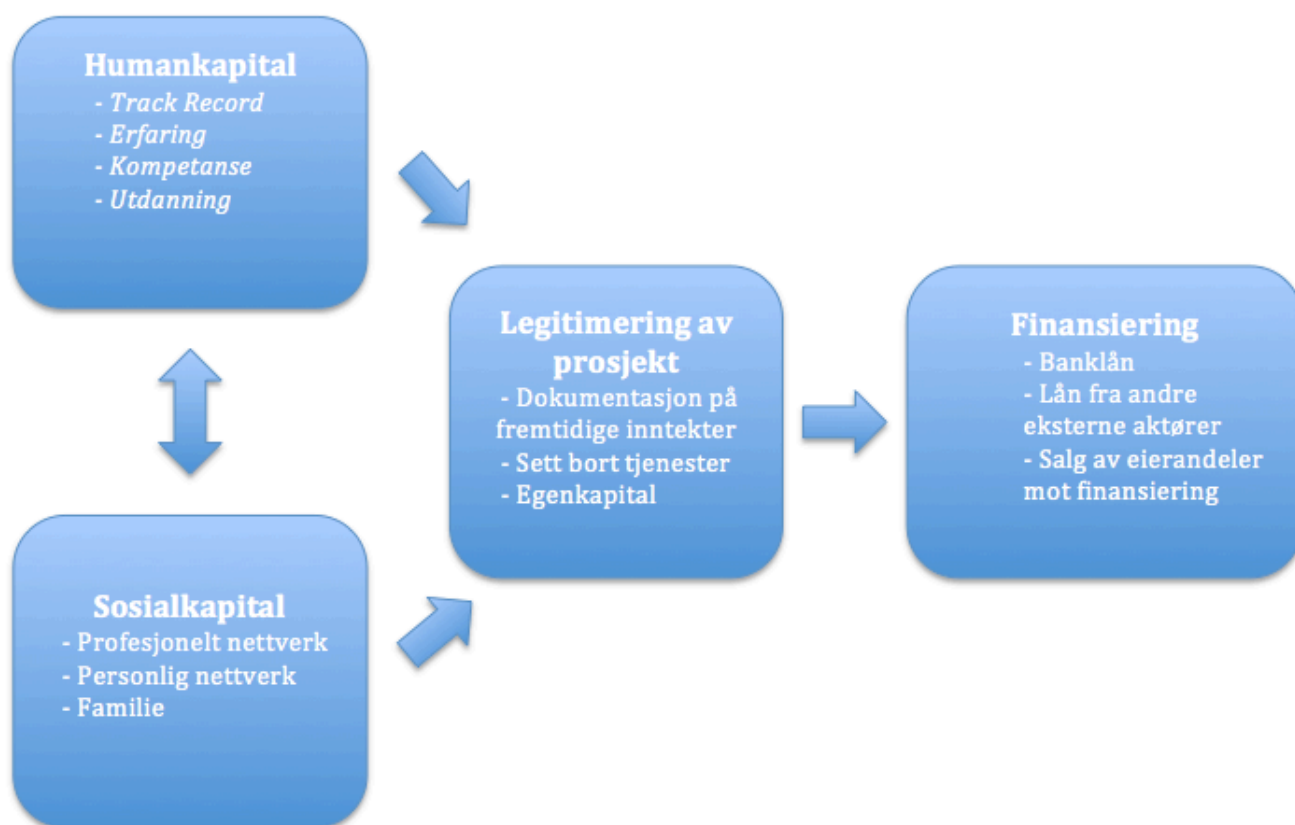 Humankapital
- Track Record
- Erfaring
- Kompetanse
- Utdanning
Sosialkapital
- Profesjonelt nettverk
- Personlig nettverk
- Familie
Legitimering av
prosjekt
- Dokumentasjon på
fremtidige inntekter
- Sett bort tjenester
- Egenkapital
Finansiering
- Banklån
- Lån fra andre
eksterne aktører
- Salg av eierandeler
mot finansiering